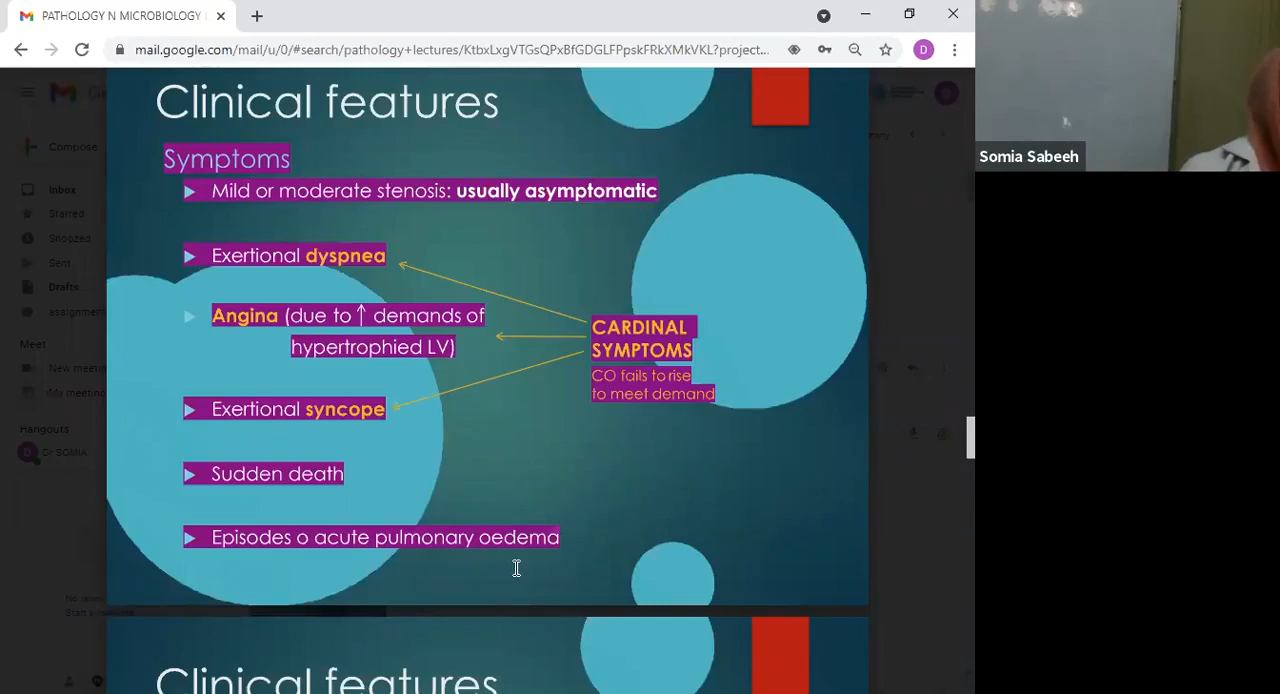 PATHOLOGY N MICROBIOLOGY
mail.google.com/mail/u/0/#search/pathology+lectures/KtbxLxgVTGsQPxBfGDGLFPpskFRkXMkVKL?project...
D
Clinical features
Symptoms
Mild or moderate stenosis: usually asymptomatic
Exertional dyspnea
Angina (due to ↑ demands of
hypertrophied LV)
CARDINAL
SYMPTOMS
CO fails to rise
to meet demand
Exertional syncope
Sudden death
Episodes o acute pulmonary oedema
Clinical features
Compose
Inbox
Starred
Snoozed
Sent
Drafts
Meet
New
Hangouts
Somia Sabeeh